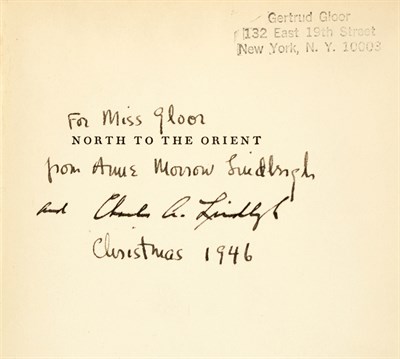 Gertrud Gloor
132 East 19th Street
New York, N. Y. 10003
For Miss Gloor
NORTH TO THE ORIENT
from Anne Morrow Lindbergh
and Charles A. Lindbergh
Christmas 1946